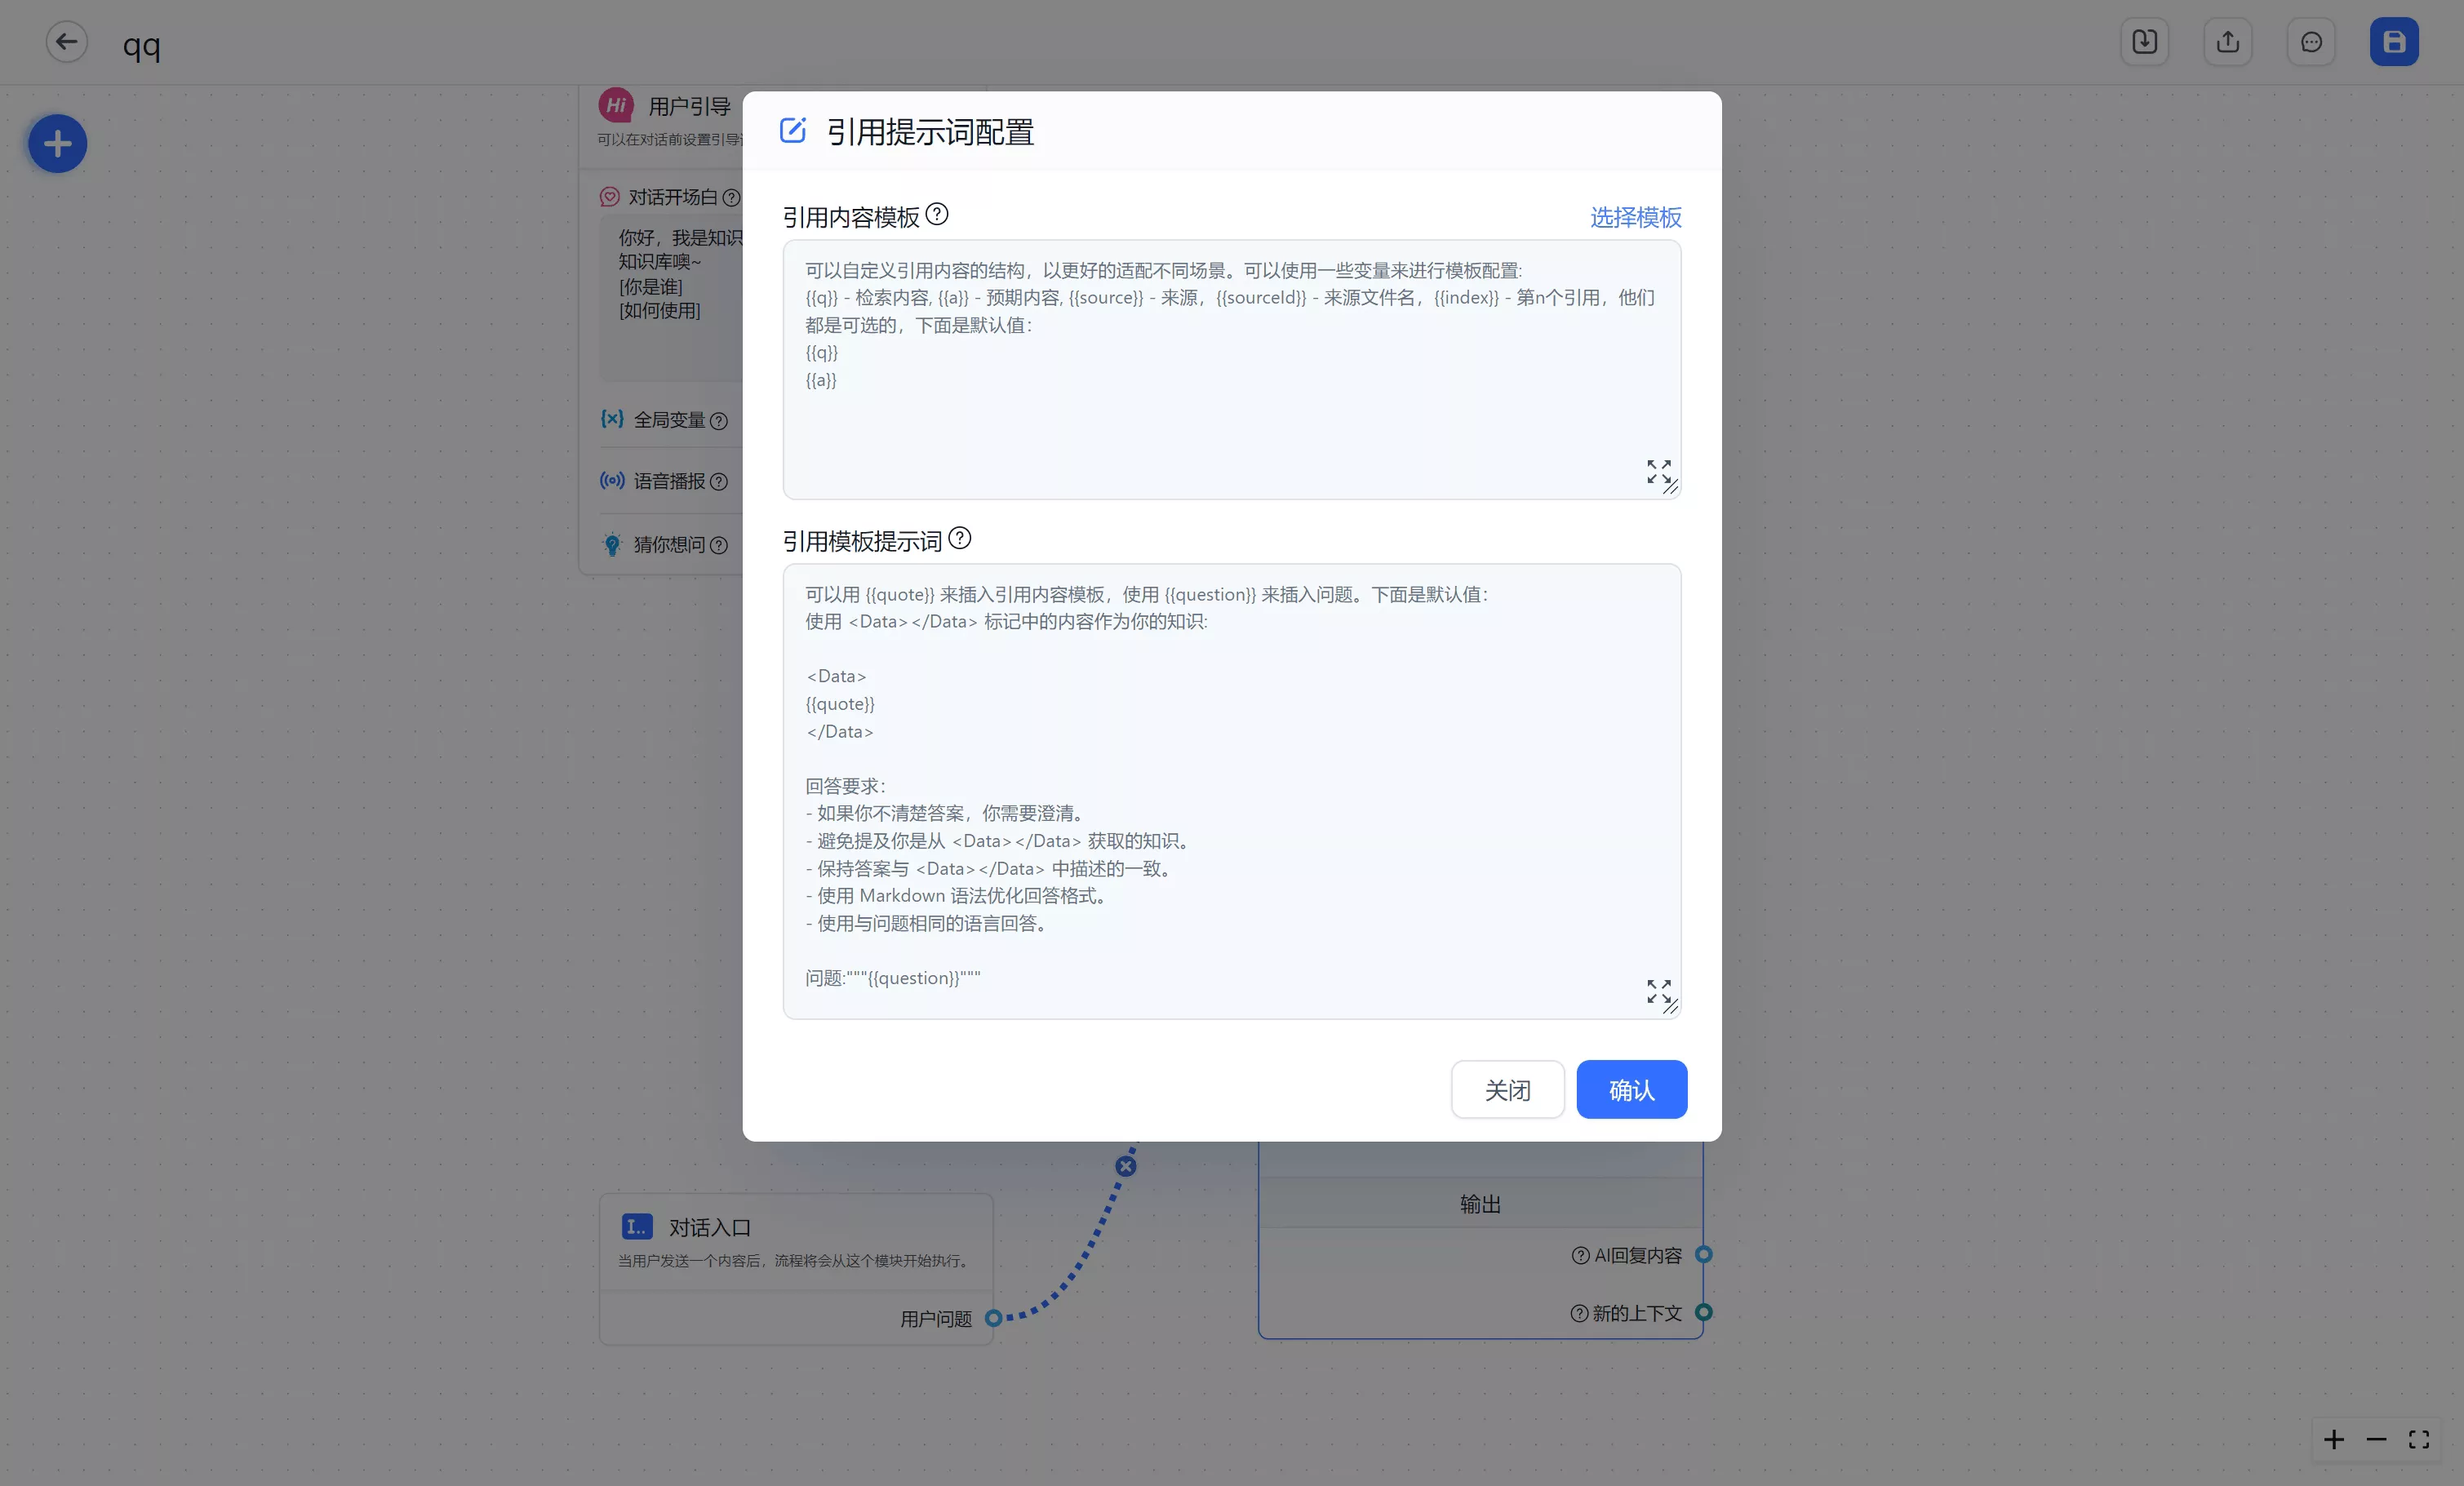 qq
Hi 用户引导
可以在对话前设置引导
对话开场白
你好，我是知识
知识库噢~
[你是谁]
[如何使用]
全局变量
语音播报
猜你想问
引用提示词配置
引用内容模板
选择模板
可以自定义引用内容的结构，以更好的适配不同场景。可以使用一些变量来进行模板配置:
{{q}} - 检索内容, {{a}} - 预期内容, {{source}} - 来源，{{sourceId}} - 来源文件名，{{index}} - 第n个引用，他们
都是可选的，下面是默认值：
{{q}}
{{a}}
引用模板提示词
可以用 {{quote}} 来插入引用内容模板，使用 {{question}} 来插入问题。下面是默认值：
使用 <Data></Data> 标记中的内容作为你的知识:
<Data>
{{quote}}
</Data>
回答要求：
- 如果你不清楚答案，你需要澄清。
- 避免提及你是从 <Data></Data> 获取的知识。
- 保持答案与 <Data></Data> 中描述的一致。
- 使用 Markdown 语法优化回答格式。
- 使用与问题相同的语言回答。
问题:"""{{question}}"""
关闭
确认
对话入口
当用户发送一个内容后，流程将会从这个模块开始执行。
用户问题
输出
AI回复内容
新的上下文